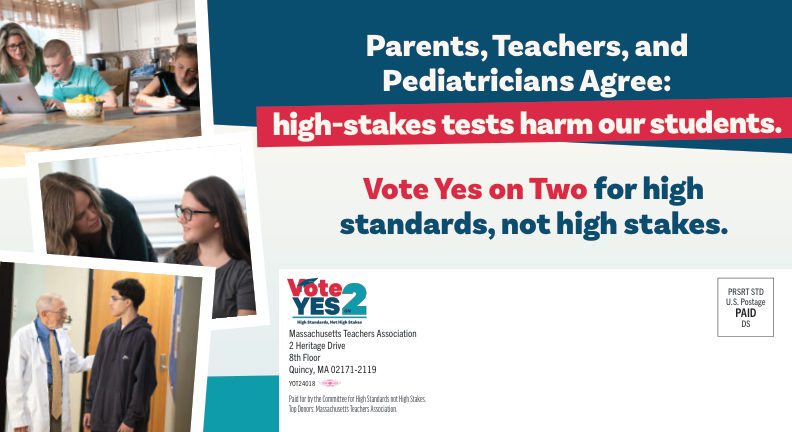 Parents, Teachers, and
Pediatricians Agree:
high-stakes tests harm our students.
Vote Yes on Two for high
standards, not high stakes.
Vote
YES on 2
High Standards, Not High Stakes
Massachusetts Teachers Association
2 Heritage Drive
8th Floor
Quincy, MA 02171-2119
YOT24018
Paid for by the Committee for High Standards not High Stakes.
Top Donors: Massachusetts Teachers Association.
PRSRT STD
U.S. Postage
PAID
DS